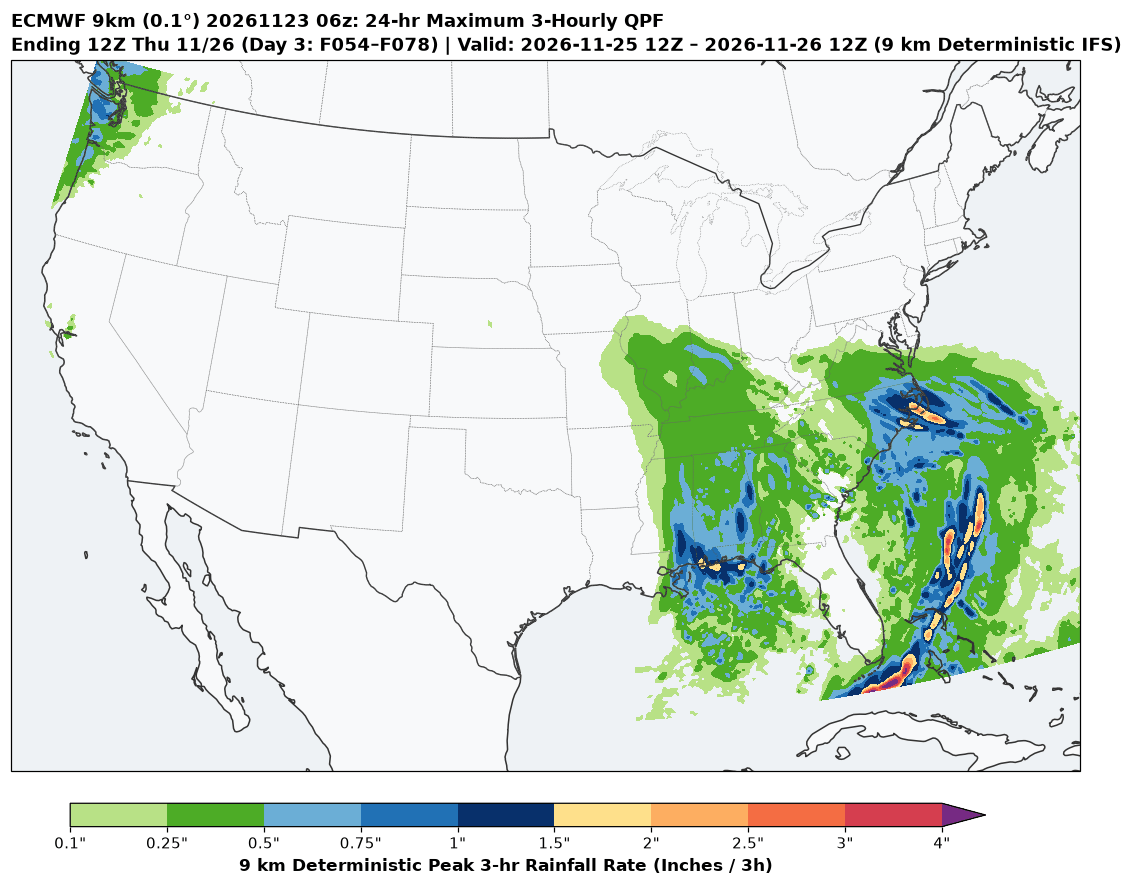 ECMWF 9km (0.1°) 20261123 06z: 24-hr Maximum 3-Hourly QPF
Ending 12Z Thu 11/26 (Day 3: F054–F078) | Valid: 2026-11-25 12Z – 2026-11-26 12Z (9 km Deterministic IFS)
0.1" 0.25" 0.5" 0.75" 1" 1.5" 2" 2.5" 3" 4"
9 km Deterministic Peak 3-hr Rainfall Rate (Inches / 3h)